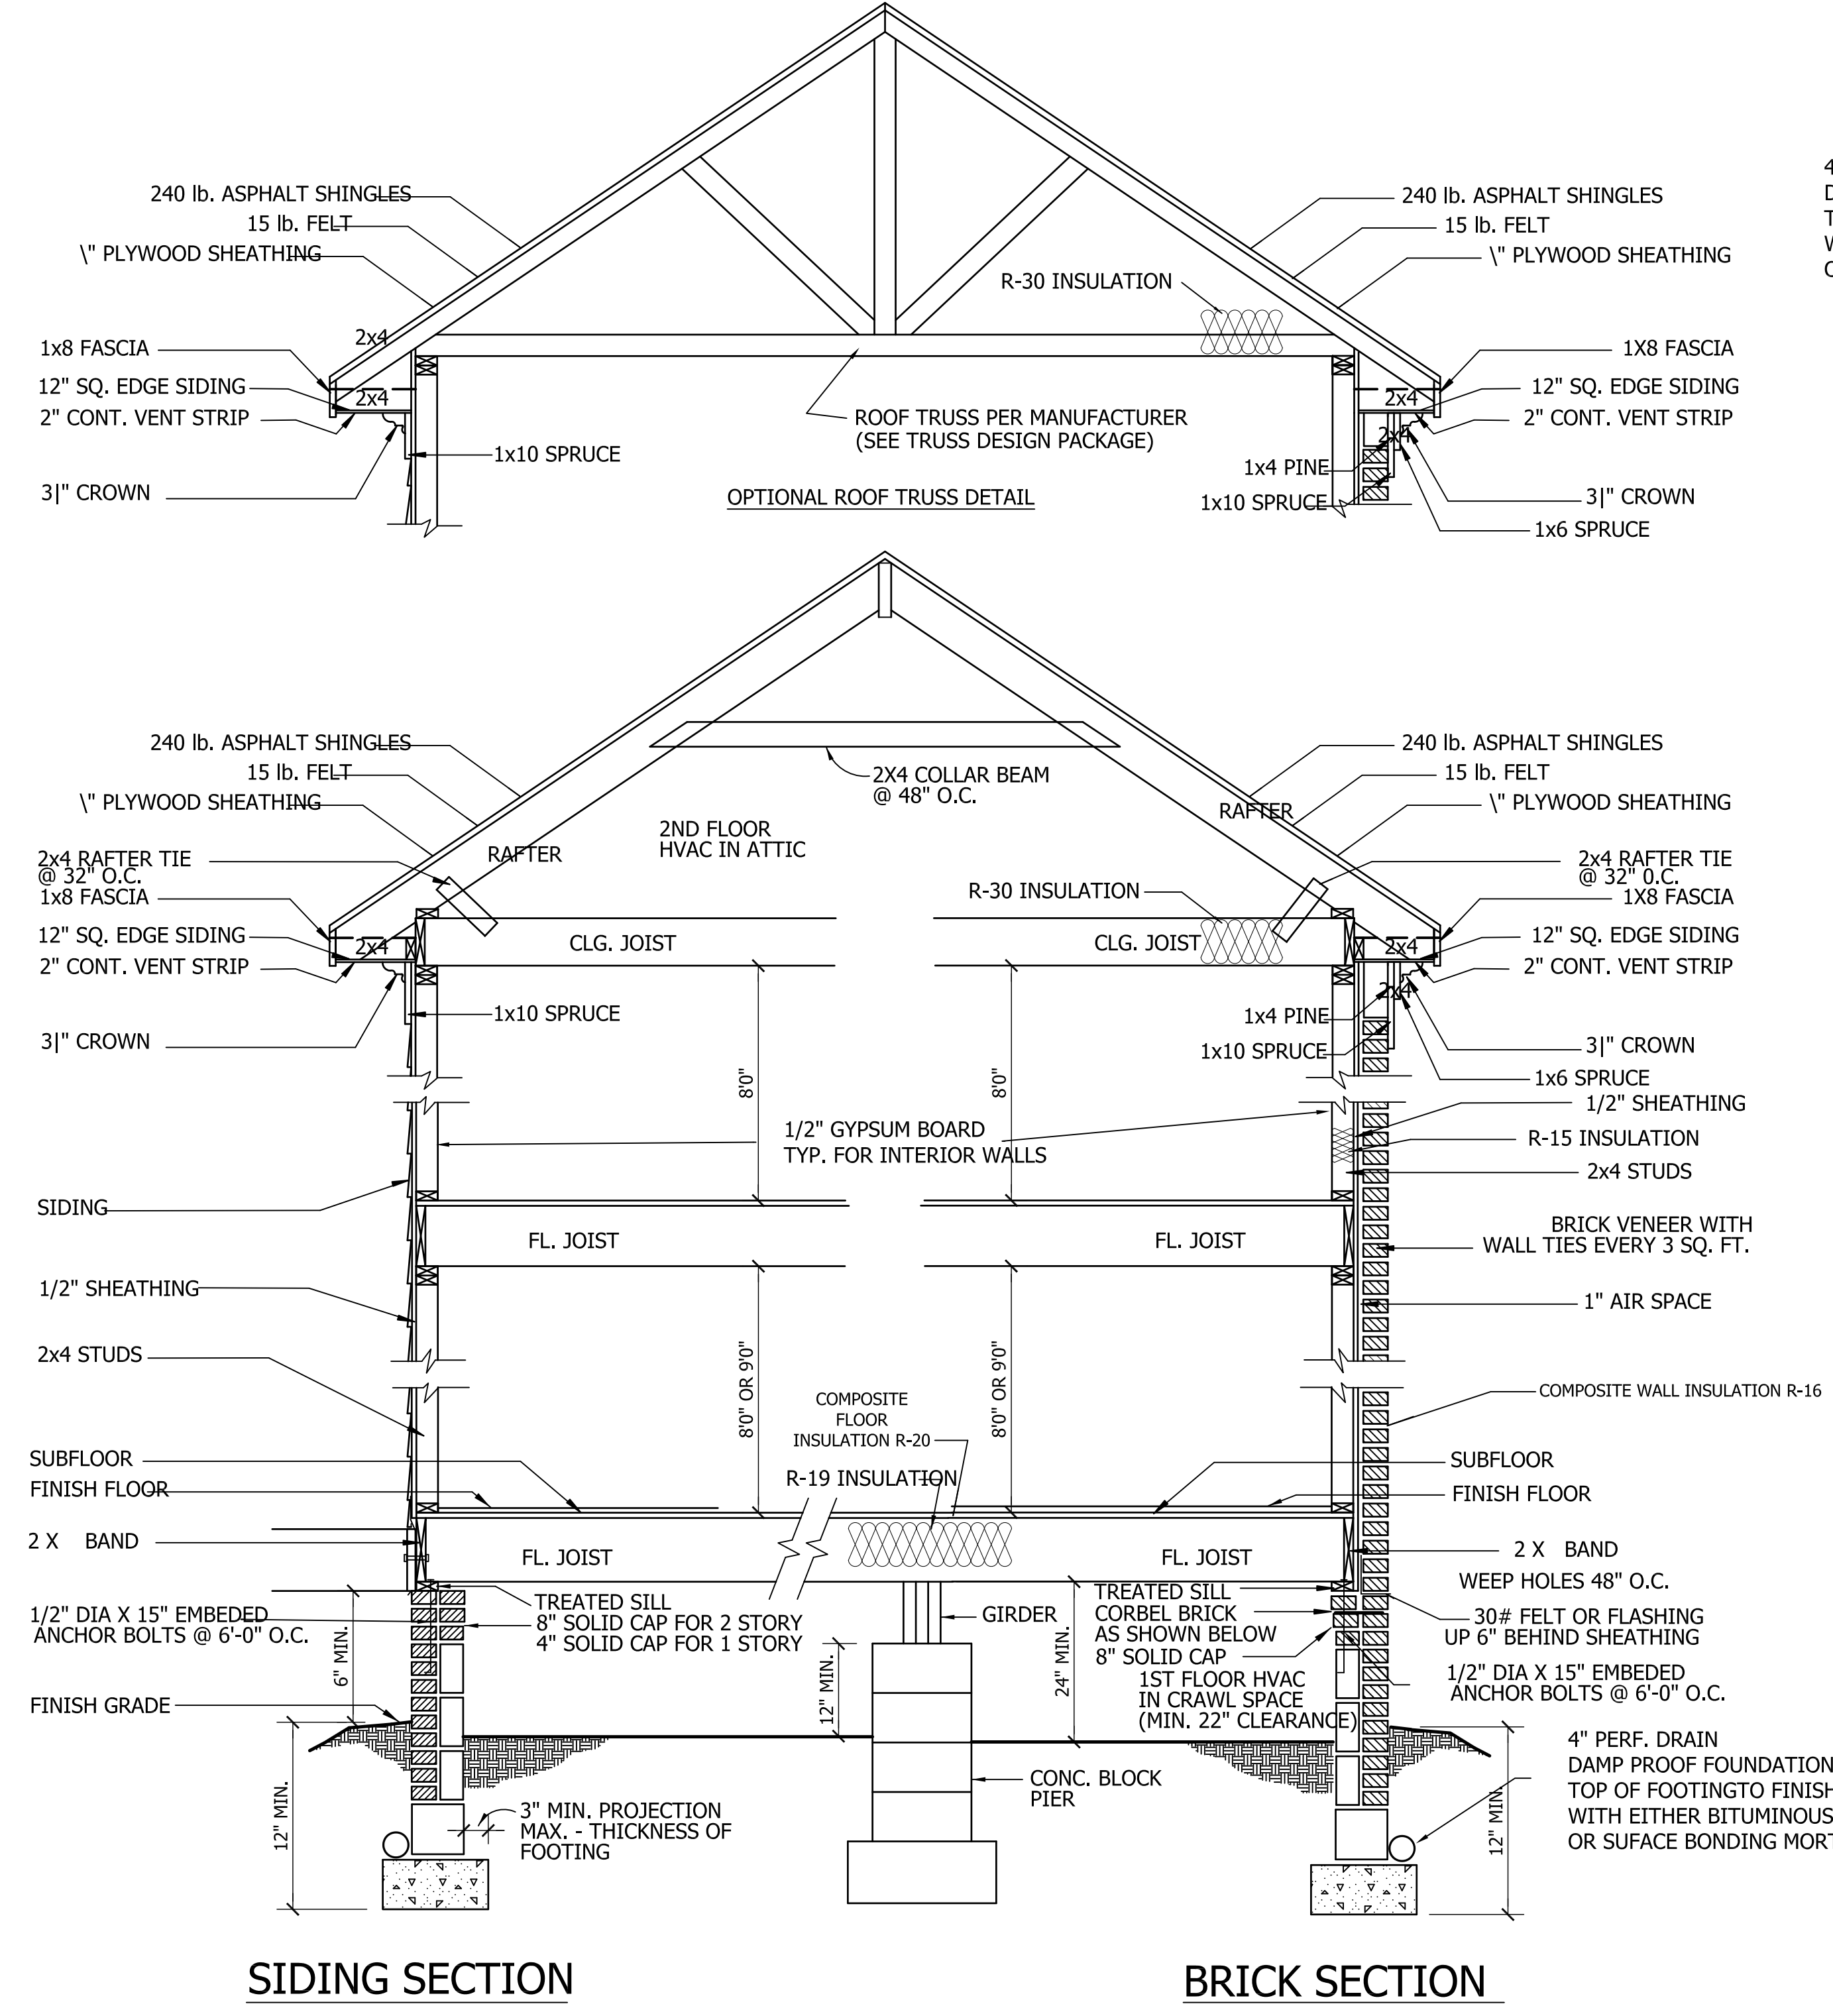 240 lb. ASPHALT SHINGLES
15 lb. FELT
\" PLYWOOD SHEATHING
2x4
1x8 FASCIA
12" SQ. EDGE SIDING
2x4
2" CONT. VENT STRIP
1x10 SPRUCE
3|" CROWN
R-30 INSULATION
ROOF TRUSS PER MANUFACTURER
(SEE TRUSS DESIGN PACKAGE)
OPTIONAL ROOF TRUSS DETAIL
240 lb. ASPHALT SHINGLES
15 lb. FELT
\" PLYWOOD SHEATHING
1X8 FASCIA
12" SQ. EDGE SIDING
2x4
2" CONT. VENT STRIP
2x4
1x4 PINE
1x10 SPRUCE
3|" CROWN
1x6 SPRUCE
240 lb. ASPHALT SHINGLES
15 lb. FELT
\" PLYWOOD SHEATHING
RAFTER
2x4 RAFTER TIE
@ 32" O.C.
1x8 FASCIA
12" SQ. EDGE SIDING
2x4
2" CONT. VENT STRIP
1x10 SPRUCE
3|" CROWN
2X4 COLLAR BEAM
@ 48" O.C.
2ND FLOOR
HVAC IN ATTIC
R-30 INSULATION
CLG. JOIST
CLG. JOIST
240 lb. ASPHALT SHINGLES
15 lb. FELT
RAFTER
\" PLYWOOD SHEATHING
2x4 RAFTER TIE
@ 32" 0.C.
1X8 FASCIA
12" SQ. EDGE SIDING
2x4
2" CONT. VENT STRIP
2x4
1x4 PINE
1x10 SPRUCE
3|" CROWN
1x6 SPRUCE
1/2" SHEATHING
R-15 INSULATION
2x4 STUDS
8'0"
8'0"
1/2" GYPSUM BOARD
TYP. FOR INTERIOR WALLS
SIDING
FL. JOIST
FL. JOIST
BRICK VENEER WITH
WALL TIES EVERY 3 SQ. FT.
1/2" SHEATHING
1" AIR SPACE
2x4 STUDS
8'0" OR 9'0"
8'0" OR 9'0"
COMPOSITE
FLOOR
INSULATION R-20
R-19 INSULATION
COMPOSITE WALL INSULATION R-16
SUBFLOOR
FINISH FLOOR
2 X BAND
FL. JOIST
FL. JOIST
SUBFLOOR
FINISH FLOOR
2 X BAND
WEEP HOLES 48" O.C.
30# FELT OR FLASHING
UP 6" BEHIND SHEATHING
1/2" DIA X 15" EMBEDED
ANCHOR BOLTS @ 6'-0" O.C.
1/2" DIA X 15" EMBEDED
ANCHOR BOLTS @ 6'-0" O.C.
TREATED SILL
8" SOLID CAP FOR 2 STORY
4" SOLID CAP FOR 1 STORY
GIRDER
TREATED SILL
CORBEL BRICK
AS SHOWN BELOW
8" SOLID CAP
1ST FLOOR HVAC
IN CRAWL SPACE
(MIN. 22" CLEARANCE)
6" MIN.
12" MIN.
24" MIN.
FINISH GRADE
12" MIN.
3" MIN. PROJECTION
MAX. - THICKNESS OF
FOOTING
CONC. BLOCK
PIER
12" MIN.
4" PERF. DRAIN
DAMP PROOF FOUNDATION
TOP OF FOOTINGTO FINISH
WITH EITHER BITUMINOUS
OR SUFACE BONDING MORT
SIDING SECTION
BRICK SECTION